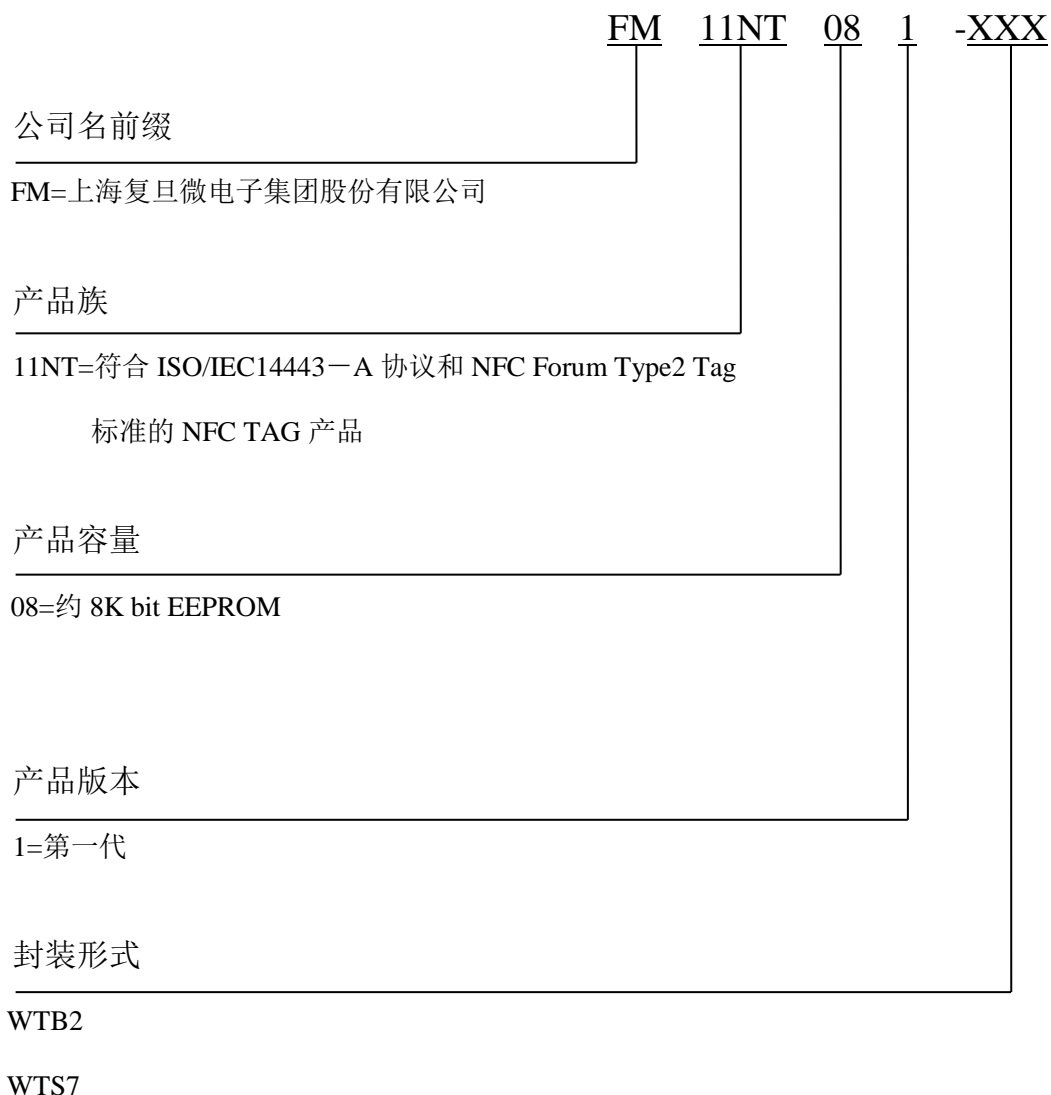 FM 11NT 08 1 -XXX
公司名前缀
FM=上海复旦微电子集团股份有限公司
产品族
11NT=符合 ISO/IEC14443－A 协议和 NFC Forum Type2 Tag
标准的 NFC TAG 产品
产品容量
08=约 8K bit EEPROM
产品版本
1=第一代
封装形式
WTB2
WTS7